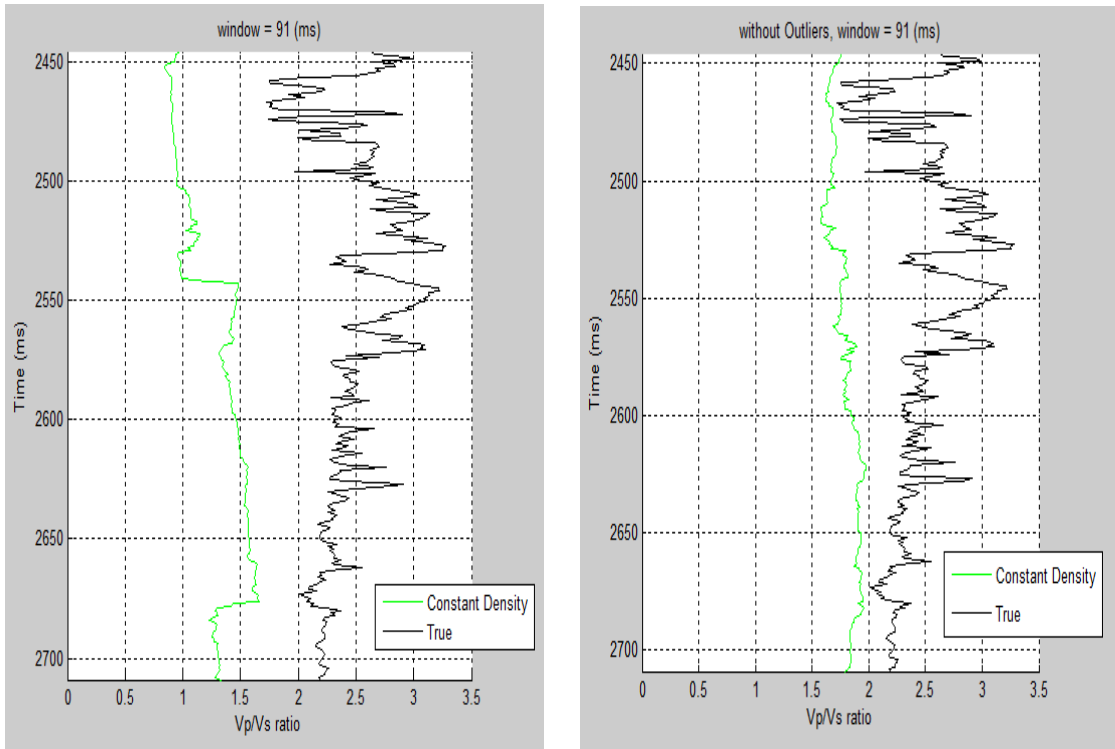 window = 91 (ms)
2450
2500
2550
2600
2650
2700
Time (ms)
0 0.5 1 1.5 2 2.5 3 3.5
Vp/Vs ratio
Constant Density
True
without Outliers, window = 91 (ms)
2450
2500
2550
2600
2650
2700
Time (ms)
0 0.5 1 1.5 2 2.5 3 3.5
Vp/Vs ratio
Constant Density
True